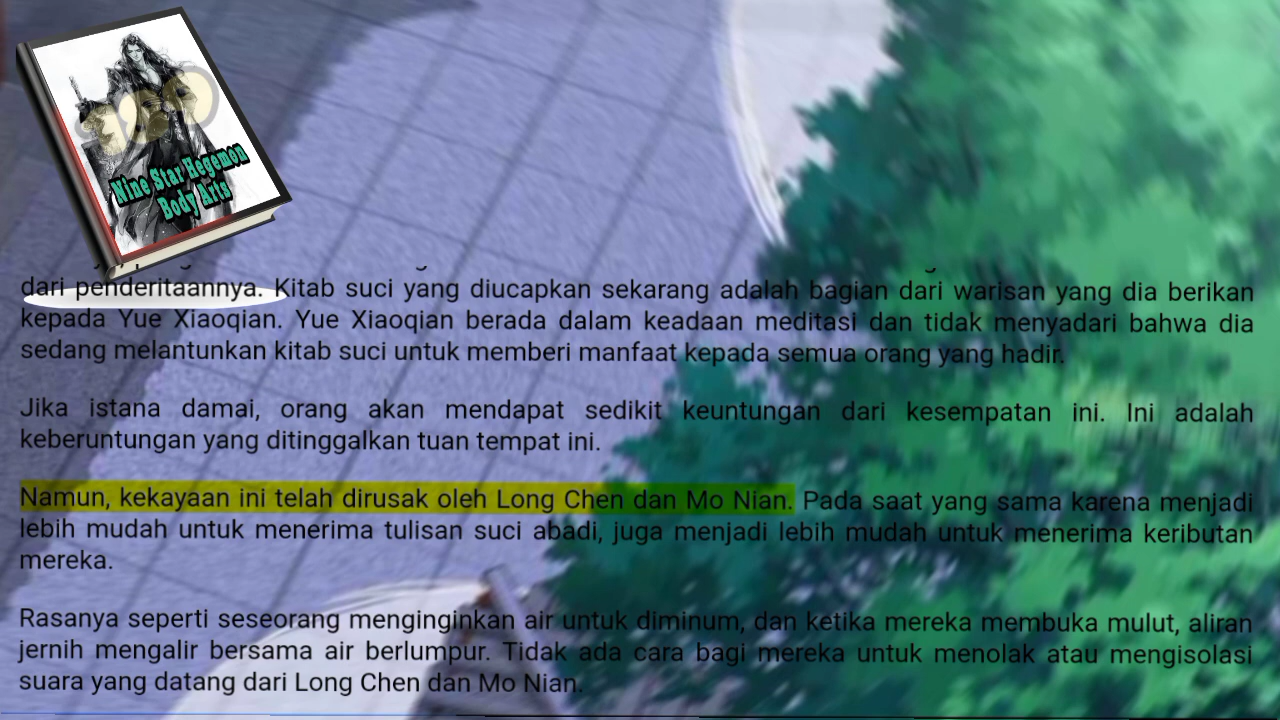 Nine Star Hegemon
Body Arts
dari penderitaannya. Kitab suci yang diucapkan sekarang adalah bagian dari warisan yang dia berikan
kepada Yue Xiaoqian. Yue Xiaoqian berada dalam keadaan meditasi dan tidak menyadari bahwa dia
sedang melantunkan kitab suci untuk memberi manfaat kepada semua orang yang hadir.
Jika istana damai, orang akan mendapat sedikit keuntungan dari kesempatan ini. Ini adalah
keberuntungan yang ditinggalkan tuan tempat ini.
Namun, kekayaan ini telah dirusak oleh Long Chen dan Mo Nian. Pada saat yang sama karena menjadi
lebih mudah untuk menerima tulisan suci abadi, juga menjadi lebih mudah untuk menerima keributan
mereka.
Rasanya seperti seseorang menginginkan air untuk diminum, dan ketika mereka membuka mulut, aliran
jernih mengalir bersama air berlumpur. Tidak ada cara bagi mereka untuk menolak atau mengisolasi
suara yang datang dari Long Chen dan Mo Nian.